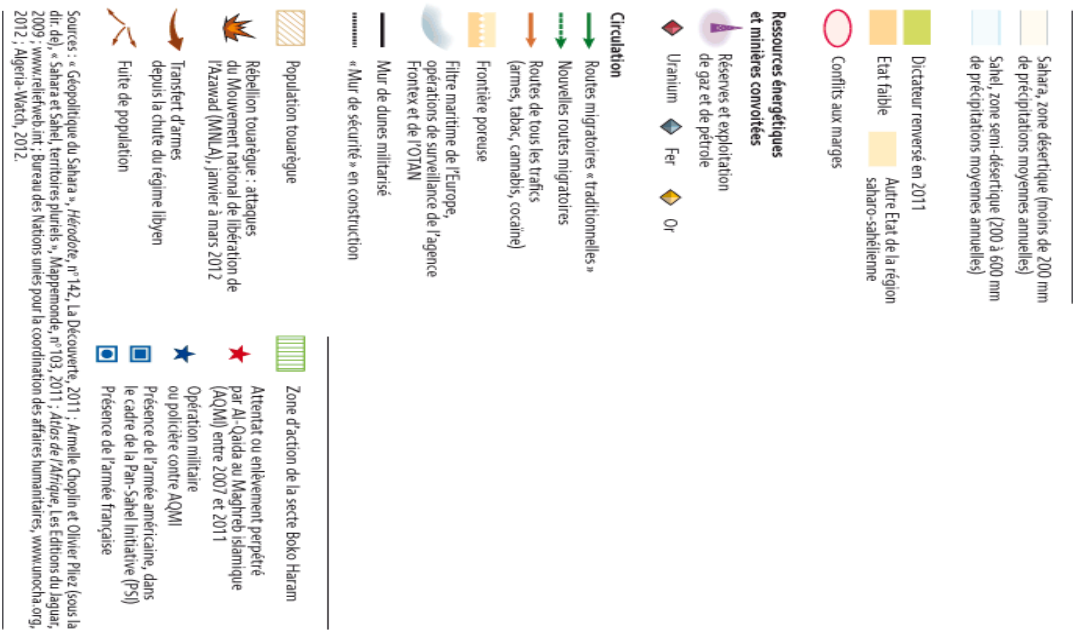 Sahara, zone désertique (moins de 200 mm
de précipitations moyennes annuelles)
Sahel, zone semi-désertique (200 à 600 mm
de précipitations moyennes annuelles)
Dictateur renversé en 2011
Etat faible
Autre Etat de la région
saharo-sahélienne
Conflits aux marges
Ressources énergétiques
et minières convoitées
Réserves et exploitation
de gaz et de pétrole
Uranium
Fer
Or
Circulation
Routes migratoires « traditionnelles »
Nouvelles routes migratoires
Routes de tous les trafics
(armes, tabac, cannabis, cocaïne)
Frontière poreuse
Filtre maritime de l'Europe,
opérations de surveillance de l'agence
Frontex et de l'OTAN
Mur de dunes militarisé
« Mur de sécurité » en construction
Population touarègue
Rébellion touarègue : attaques
du Mouvement national de libération de
l'Azawad (MNLA), janvier à mars 2012
Transfert d'armes
depuis la chute du régime libyen
Fuite de population
Zone d'action de la secte Boko Haram
Attentat ou enlèvement perpétré
par Al-Qaida au Maghreb islamique
(AQMI) entre 2007 et 2011
Opération militaire
ou policière contre AQMI
Présence de l'armée américaine, dans
le cadre de la Pan-Sahel Initiative (PSI)
Présence de l'armée française
Sources : « Géopolitique du Sahara », Hérodote, n° 142, La Découverte, 2011 ; Armelle Choplin et Olivier Pliez (sous la
dir. de), « Sahara et Sahel, territoires pluriels », Mappemonde, n° 103, 2011 ; Atlas de l'Afrique, Les Editions du Jaguar,
2009 ; www.reliefweb.int ; Bureau des Nations unies pour la coordination des affaires humanitaires, www.unocha.org,
2012 ; Algeria-Watch, 2012.